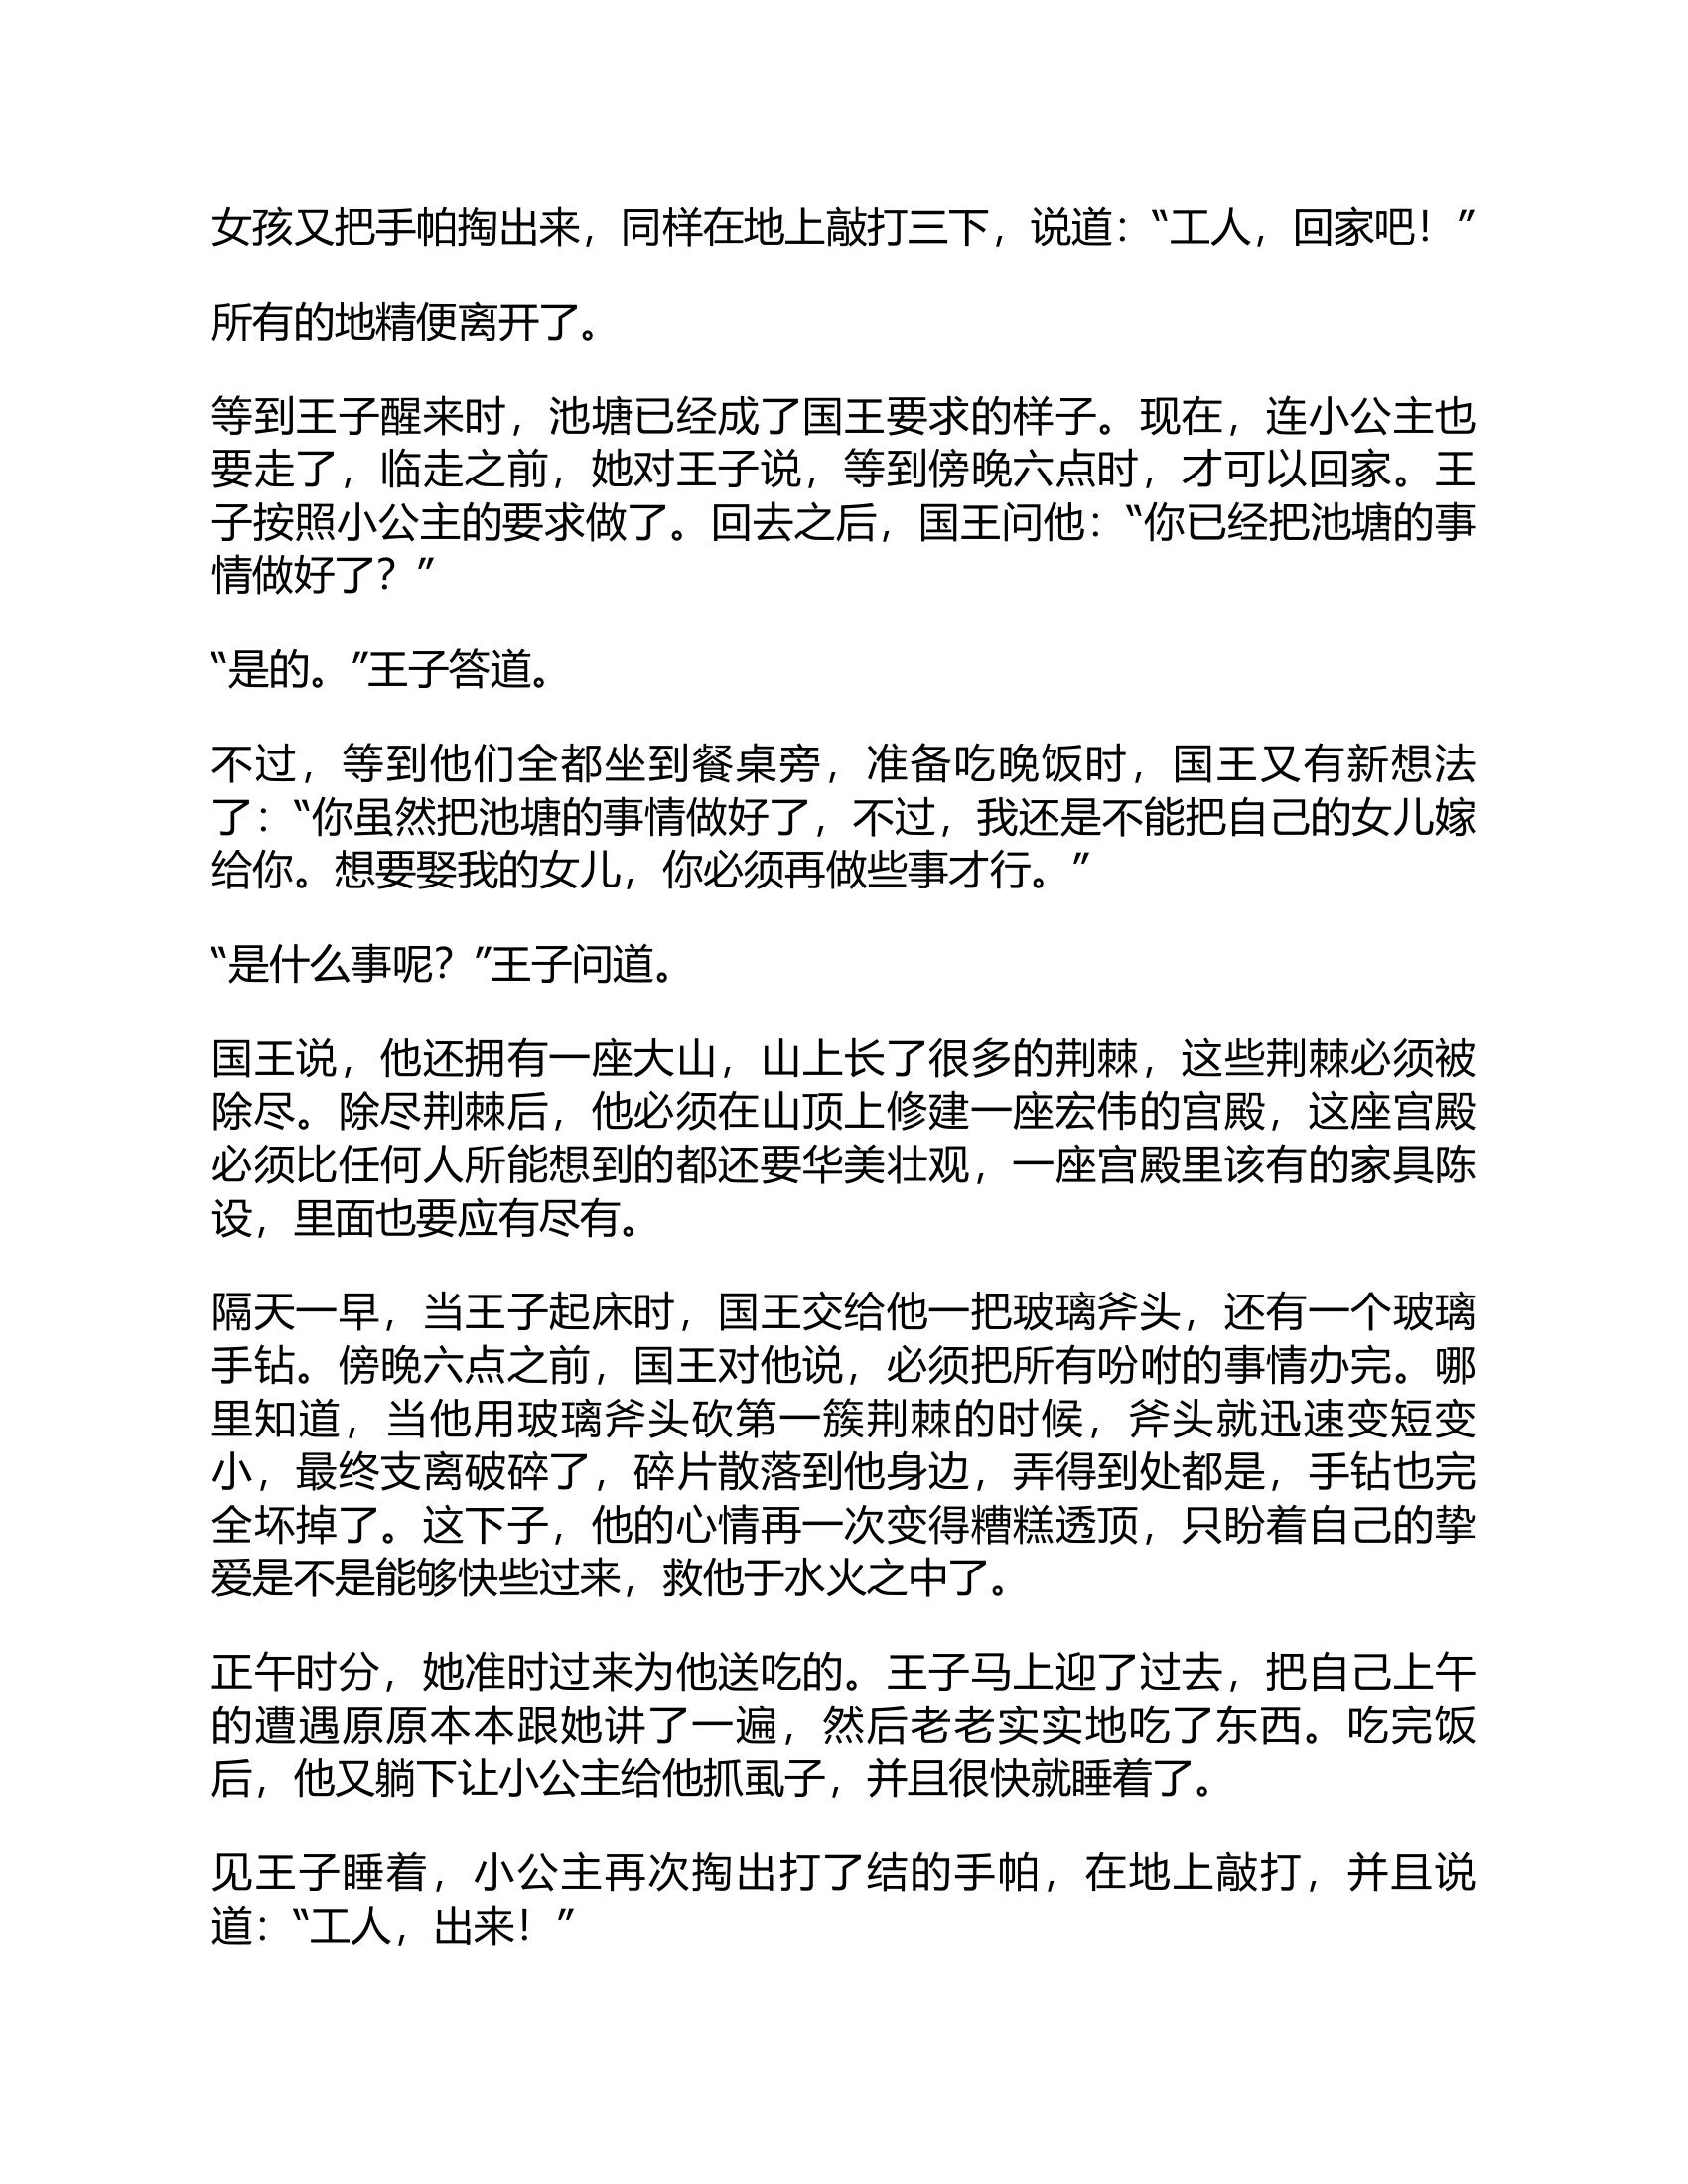 女孩又把手帕掏出来，同样在地上敲打三下，说道：“工人，回家吧！”
所有的地精便离开了。
等到王子醒来时，池塘已经成了国王要求的样子。现在，连小公主也
要走了，临走之前，她对王子说，等到傍晚六点时，才可以回家。王
子按照小公主的要求做了。回去之后，国王问他：“你已经把池塘的事
情做好了？”
“是的。”王子答道。
不过，等到他们全都坐到餐桌旁，准备吃晚饭时，国王又有新想法
了：“你虽然把池塘的事情做好了，不过，我还是不能把自己的女儿嫁
给你。想要娶我的女儿，你必须再做些事才行。”
“是什么事呢？”王子问道。
国王说，他还拥有一座大山，山上长了很多的荆棘，这些荆棘必须被
除尽。除尽荆棘后，他必须在山顶上修建一座宏伟的宫殿，这座宫殿
必须比任何人所能想到的都还要华美壮观，一座宫殿里该有的家具陈
设，里面也要应有尽有。
隔天一早，当王子起床时，国王交给他一把玻璃斧头，还有一个玻璃
手钻。傍晚六点之前，国王对他说，必须把所有吩咐的事情办完。哪
里知道，当他用玻璃斧头砍第一簇荆棘的时候，斧头就迅速变短变
小，最终支离破碎了，碎片散落到他身边，弄得到处都是，手钻也完
全坏掉了。这下子，他的心情再一次变得糟糕透顶，只盼着自己的挚
爱是不是能够快些过来，救他于水火之中了。
正午时分，她准时过来为他送吃的。王子马上迎了过去，把自己上午
的遭遇原原本本跟她讲了一遍，然后老老实实地吃了东西。吃完饭
后，他又躺下让小公主给他抓虱子，并且很快就睡着了。
见王子睡着，小公主再次掏出打了结的手帕，在地上敲打，并且说
道：“工人，出来！”